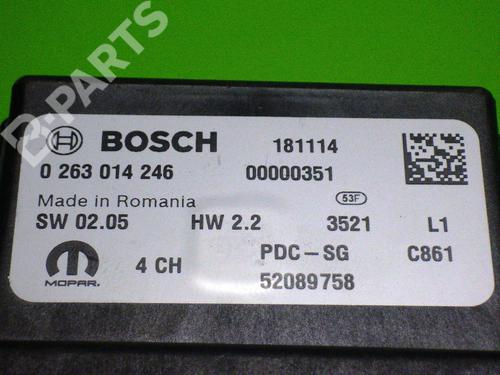 BOSCH 181114
0 263 014 246 00000351
Made in Romania 53F
SW 02.05 HW 2.2 3521 L1
PDC-SG C861
4 CH
MOPAR. 52089758
B-PARTS
B-PARTS